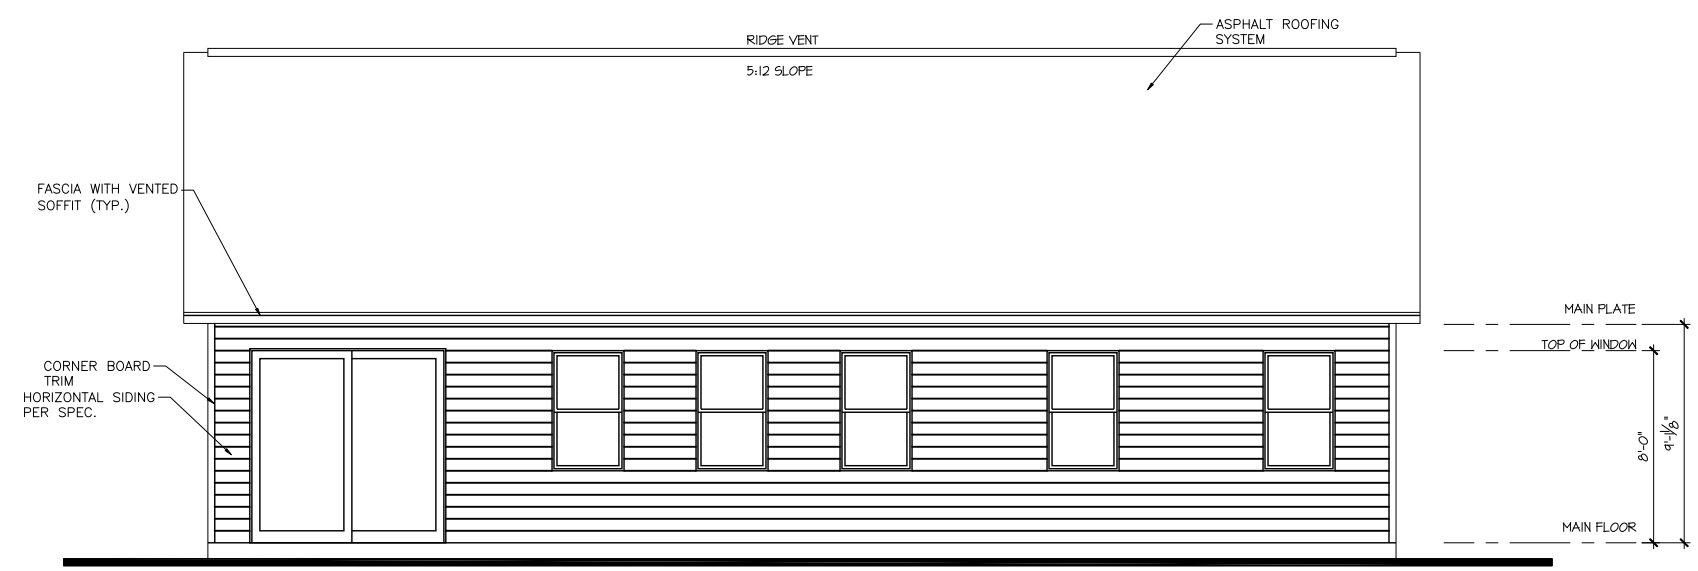 ASPHALT ROOFING
SYSTEM
RIDGE VENT
5:12 SLOPE
FASCIA WITH VENTED
SOFFIT (TYP.)
MAIN PLATE
TOP OF WINDOW
CORNER BOARD
TRIM
HORIZONTAL SIDING
PER SPEC.
8'-0"
9'-1 1/8"
MAIN FLOOR